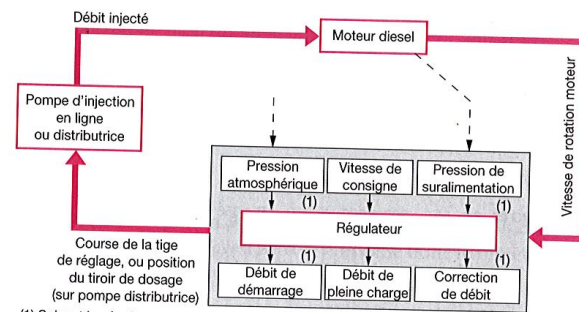 Débit injecté
Moteur diesel
Pompe d'injection
en ligne
ou distributrice
Vitesse de rotation moteur
Pression
atmosphérique
Vitesse de
consigne
Pression de
suralimentation
(1)
(1)
Régulateur
(1)
(1)
Débit de
démarrage
Débit de
pleine charge
Correction
de débit
Course de la tige
de réglage, ou position
du tiroir de dosage
(sur pompe distributrice)
(1)